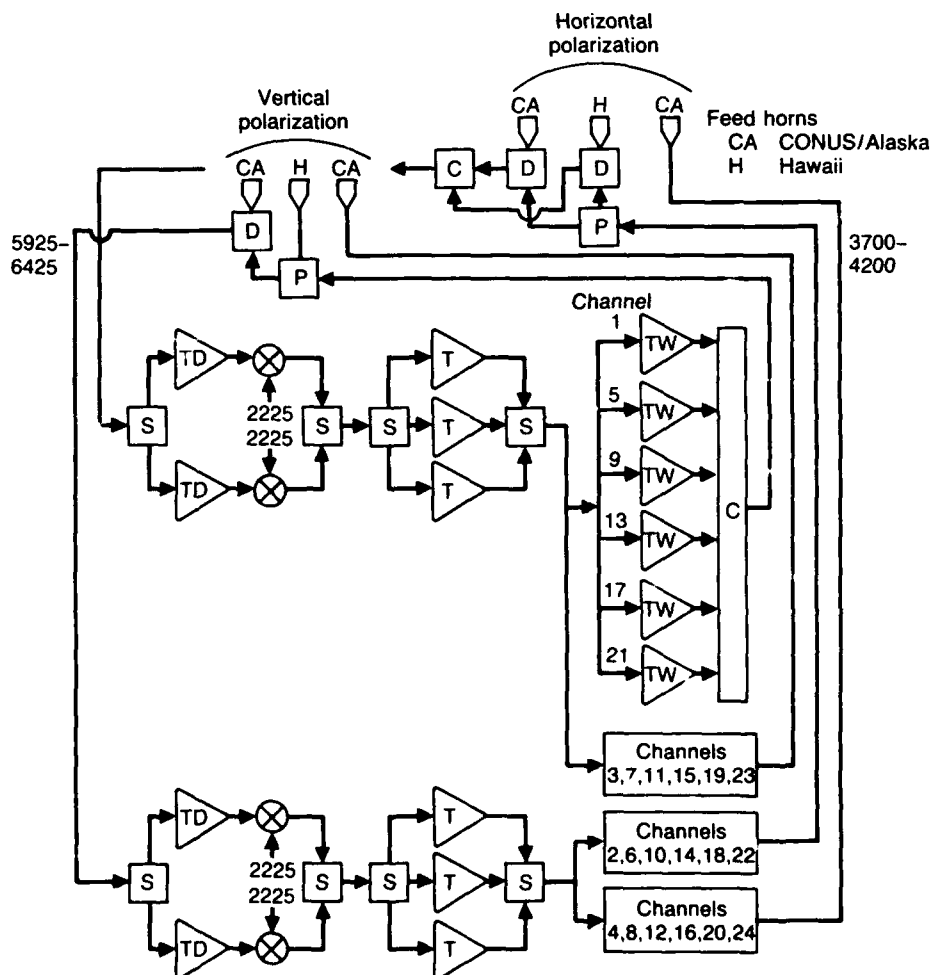 Horizontal
polarization
Vertical
polarization
CA
H
CA
Feed horns
CA CONUS/Alaska
H Hawaii
CA
H
CA
C
D
D
D
P
P
5925–
6425
3700–
4200
Channel
1
TW
5
TW
9
TW
13
TW
17
TW
21
TW
C
TD
S
2225
2225
S
S
T
T
T
S
TD
Channels
3,7,11,15,19,23
TD
S
2225
2225
S
S
T
T
T
S
TD
Channels
2,6,10,14,18,22
Channels
4,8,12,16,20,24